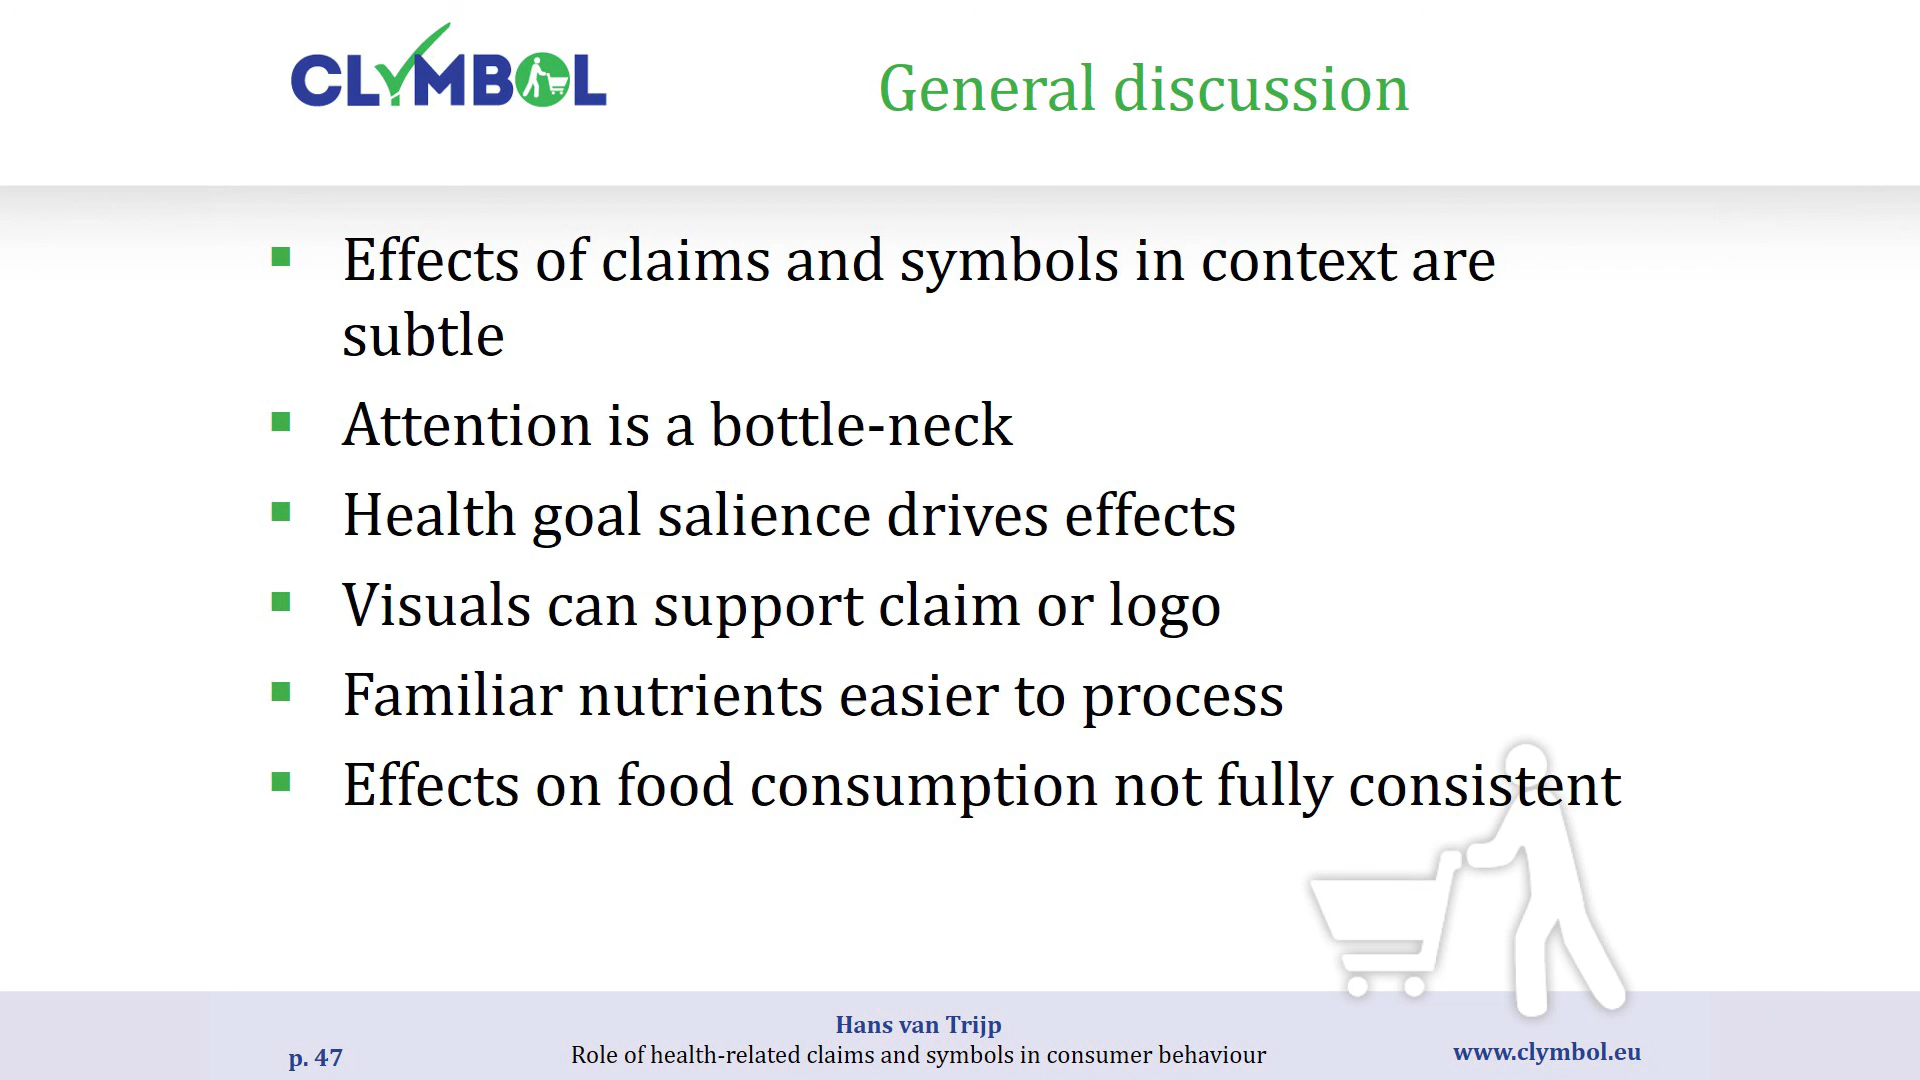 CLYMBOL
General discussion
Effects of claims and symbols in context are
subtle
Attention is a bottle-neck
Health goal salience drives effects
Visuals can support claim or logo
Familiar nutrients easier to process
Effects on food consumption not fully consistent
Hans van Trijp
p. 47
Role of health-related claims and symbols in consumer behaviour
www.clymbol.eu